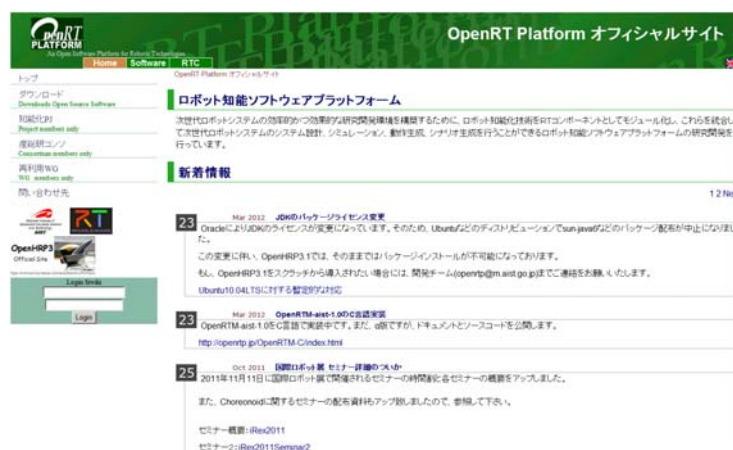 OpenRT
PLATFORM
An Open Software Platform for Robotic Technologies
OpenRT Platform オフィシャルサイト
Home Software RTC
OpenRT Platform オフィシャルサイト
トップ
ダウンロード
Downloads Open Source Software
知能化PJ
Project members only
産総研コンソ
Consortium members only
再利用WG
WG members only
問い合わせ先
AIST
RT
OpenHRP3
Official Site
Login
ロボット知能ソフトウェアプラットフォーム
次世代ロボットシステムの効率的かつ効果的な研究開発環境を構築するために、ロボット知能化技術をRTコンポーネントとしてモジュール化し、これらを統合し
て次世代ロボットシステムのシステム設計、シミュレーション、動作生成、シナリオ生成を行うことができるロボット知能ソフトウェアプラットフォームの研究開発を
行っています。
新着情報
1 2 Ne
23 Mar 2012 JDKのパッケージライセンス変更
OracleによりJDKのライセンスが変更になっています。そのため、Ubuntuなどのディストリビューションでsun-java6などのパッケージ配布が中止になりまし
た。
この変更に伴い、OpenHRP3.1では、そのままではパッケージインストールが不可能になっております。
もし、OpenHRP3.1をスクラッチから導入されたい場合には、開発チーム(openrtp@m.aist.go.jp)までご連絡をお願いいたします。
Ubuntu10.04LTSに対する暫定的な対応
23 Mar 2012 OpenRTM-aist-1.0のC言語実装
OpenRTM-aist-1.0をC言語で実装中です。また、α版ですが、ドキュメントとソースコードを公開します。
http://openrtp.jp/OpenRTM-C/index.html
25 Oct 2011 国際ロボット展 セミナー詳細のついか
2011年11月11日に国際ロボット展で開催されるセミナーの時間割と各セミナーの概要をアップしました。
また、Choreonoidに関するセミナーの配布資料もアップ致しましたので、参照して下さい。
セミナー概要：iRex2011
セミナー2：iRex2011Seminar2